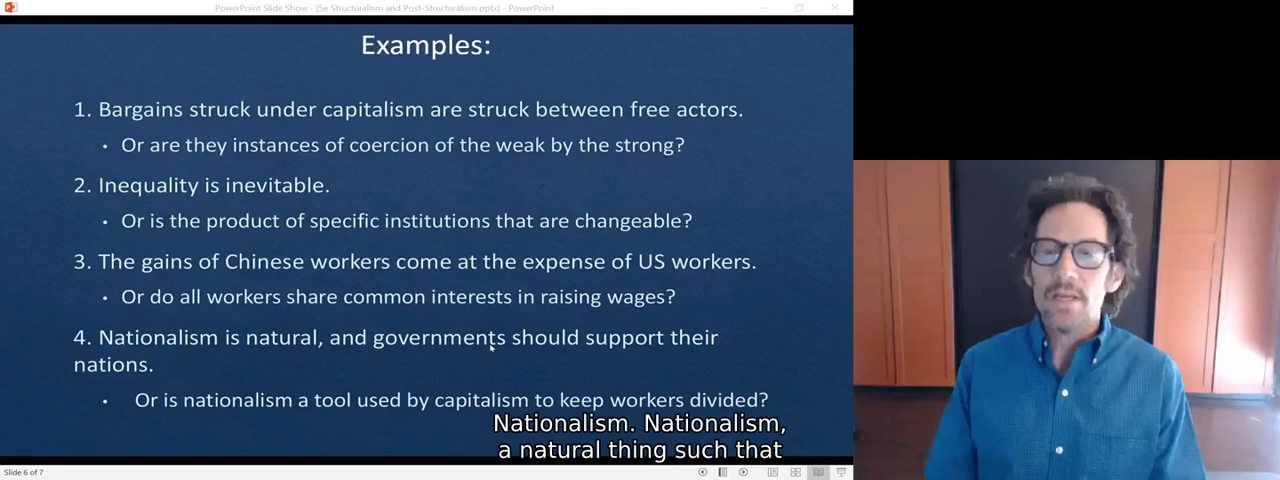 PowerPoint Slide Show - [5e Structuralism and Post-Structuralism.pptx] - PowerPoint
Examples:
1. Bargains struck under capitalism are struck between free actors.
• Or are they instances of coercion of the weak by the strong?
2. Inequality is inevitable.
• Or is the product of specific institutions that are changeable?
3. The gains of Chinese workers come at the expense of US workers.
• Or do all workers share common interests in raising wages?
4. Nationalism is natural, and governments should support their
nations.
• Or is nationalism a tool used by capitalism to keep workers divided?
Nationalism. Nationalism,
a natural thing such that
Slide 6 of 7